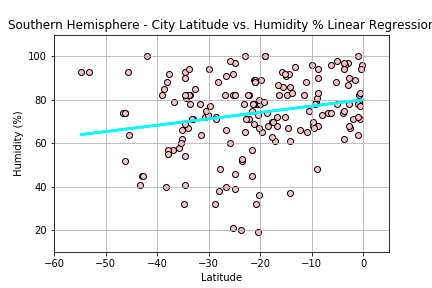 Southern Hemisphere - City Latitude vs. Humidity % Linear Regression
100
80
60
40
20
Humidity (%)
−60 −50 −40 −30 −20 −10 0
Latitude